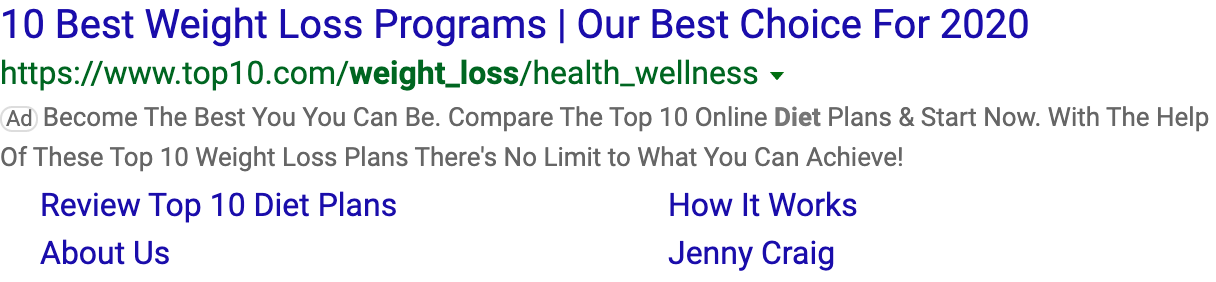 10 Best Weight Loss Programs | Our Best Choice For 2020
https://www.top10.com/weight_loss/health_wellness
Ad Become The Best You You Can Be. Compare The Top 10 Online Diet Plans & Start Now. With The Help
Of These Top 10 Weight Loss Plans There's No Limit to What You Can Achieve!
Review Top 10 Diet Plans How It Works
About Us Jenny Craig